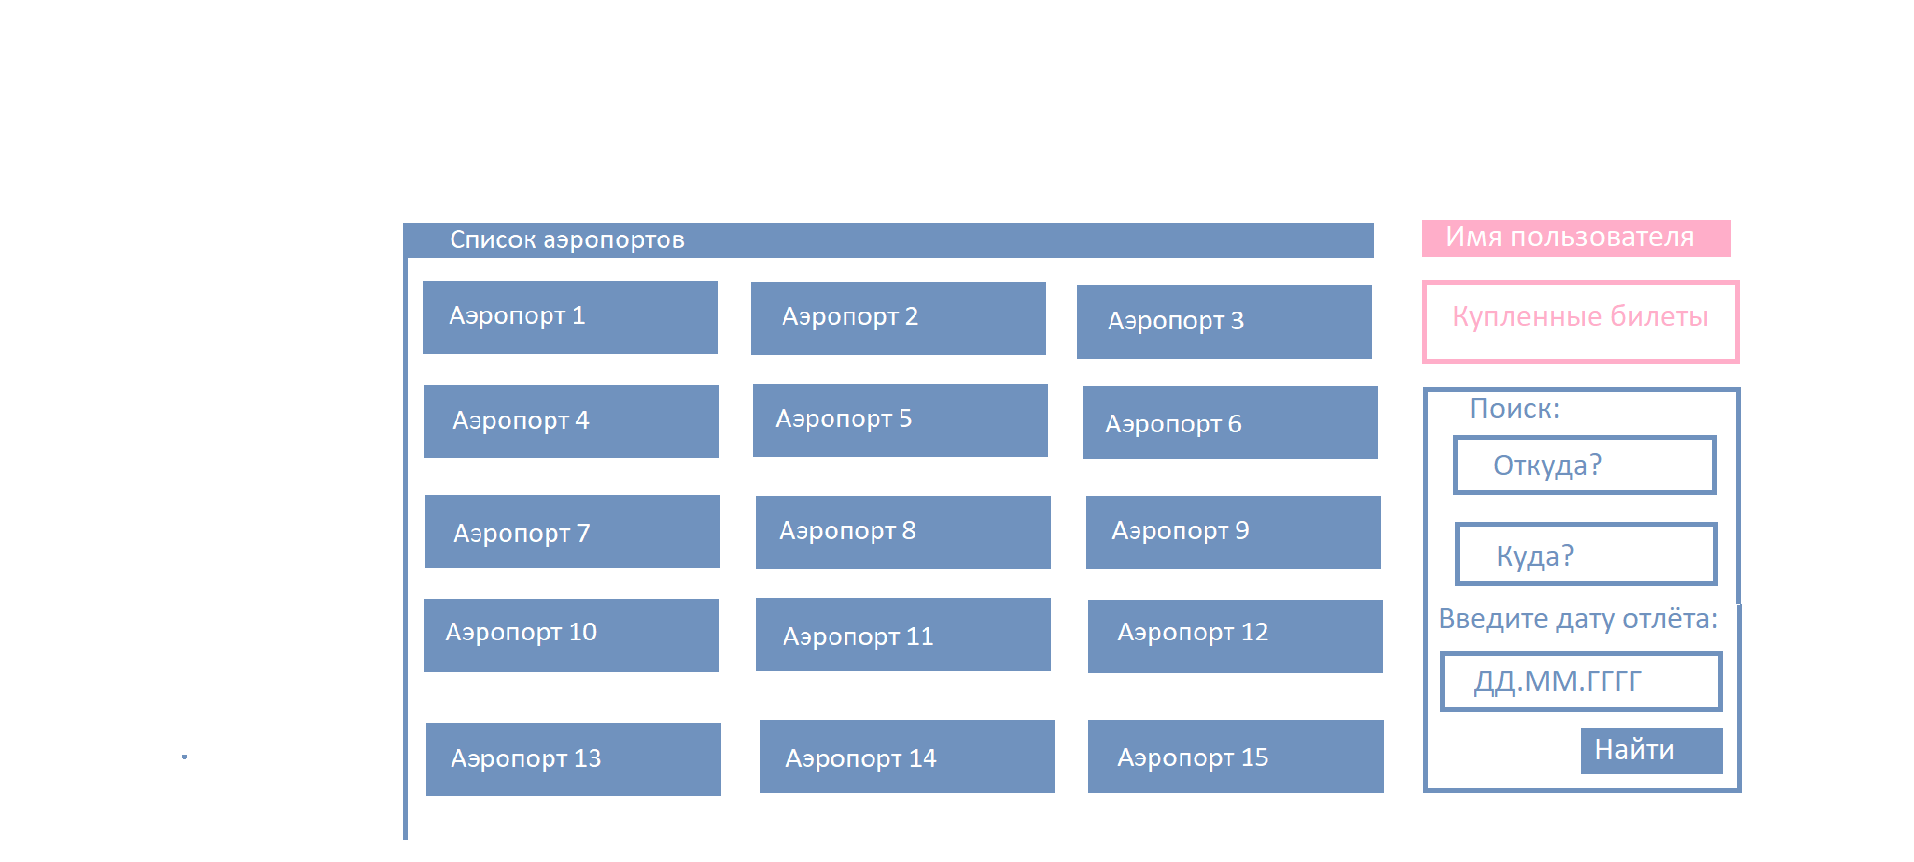 Список аэропортов
Аэропорт 1
Аэропорт 2
Аэропорт 3
Аэропорт 4
Аэропорт 5
Аэропорт 6
Аэропорт 7
Аэропорт 8
Аэропорт 9
Аэропорт 10
Аэропорт 11
Аэропорт 12
Аэропорт 13
Аэропорт 14
Аэропорт 15
Имя пользователя
Купленные билеты
Поиск:
Откуда?
Куда?
Введите дату отлёта:
ДД.ММ.ГГГГ
Найти